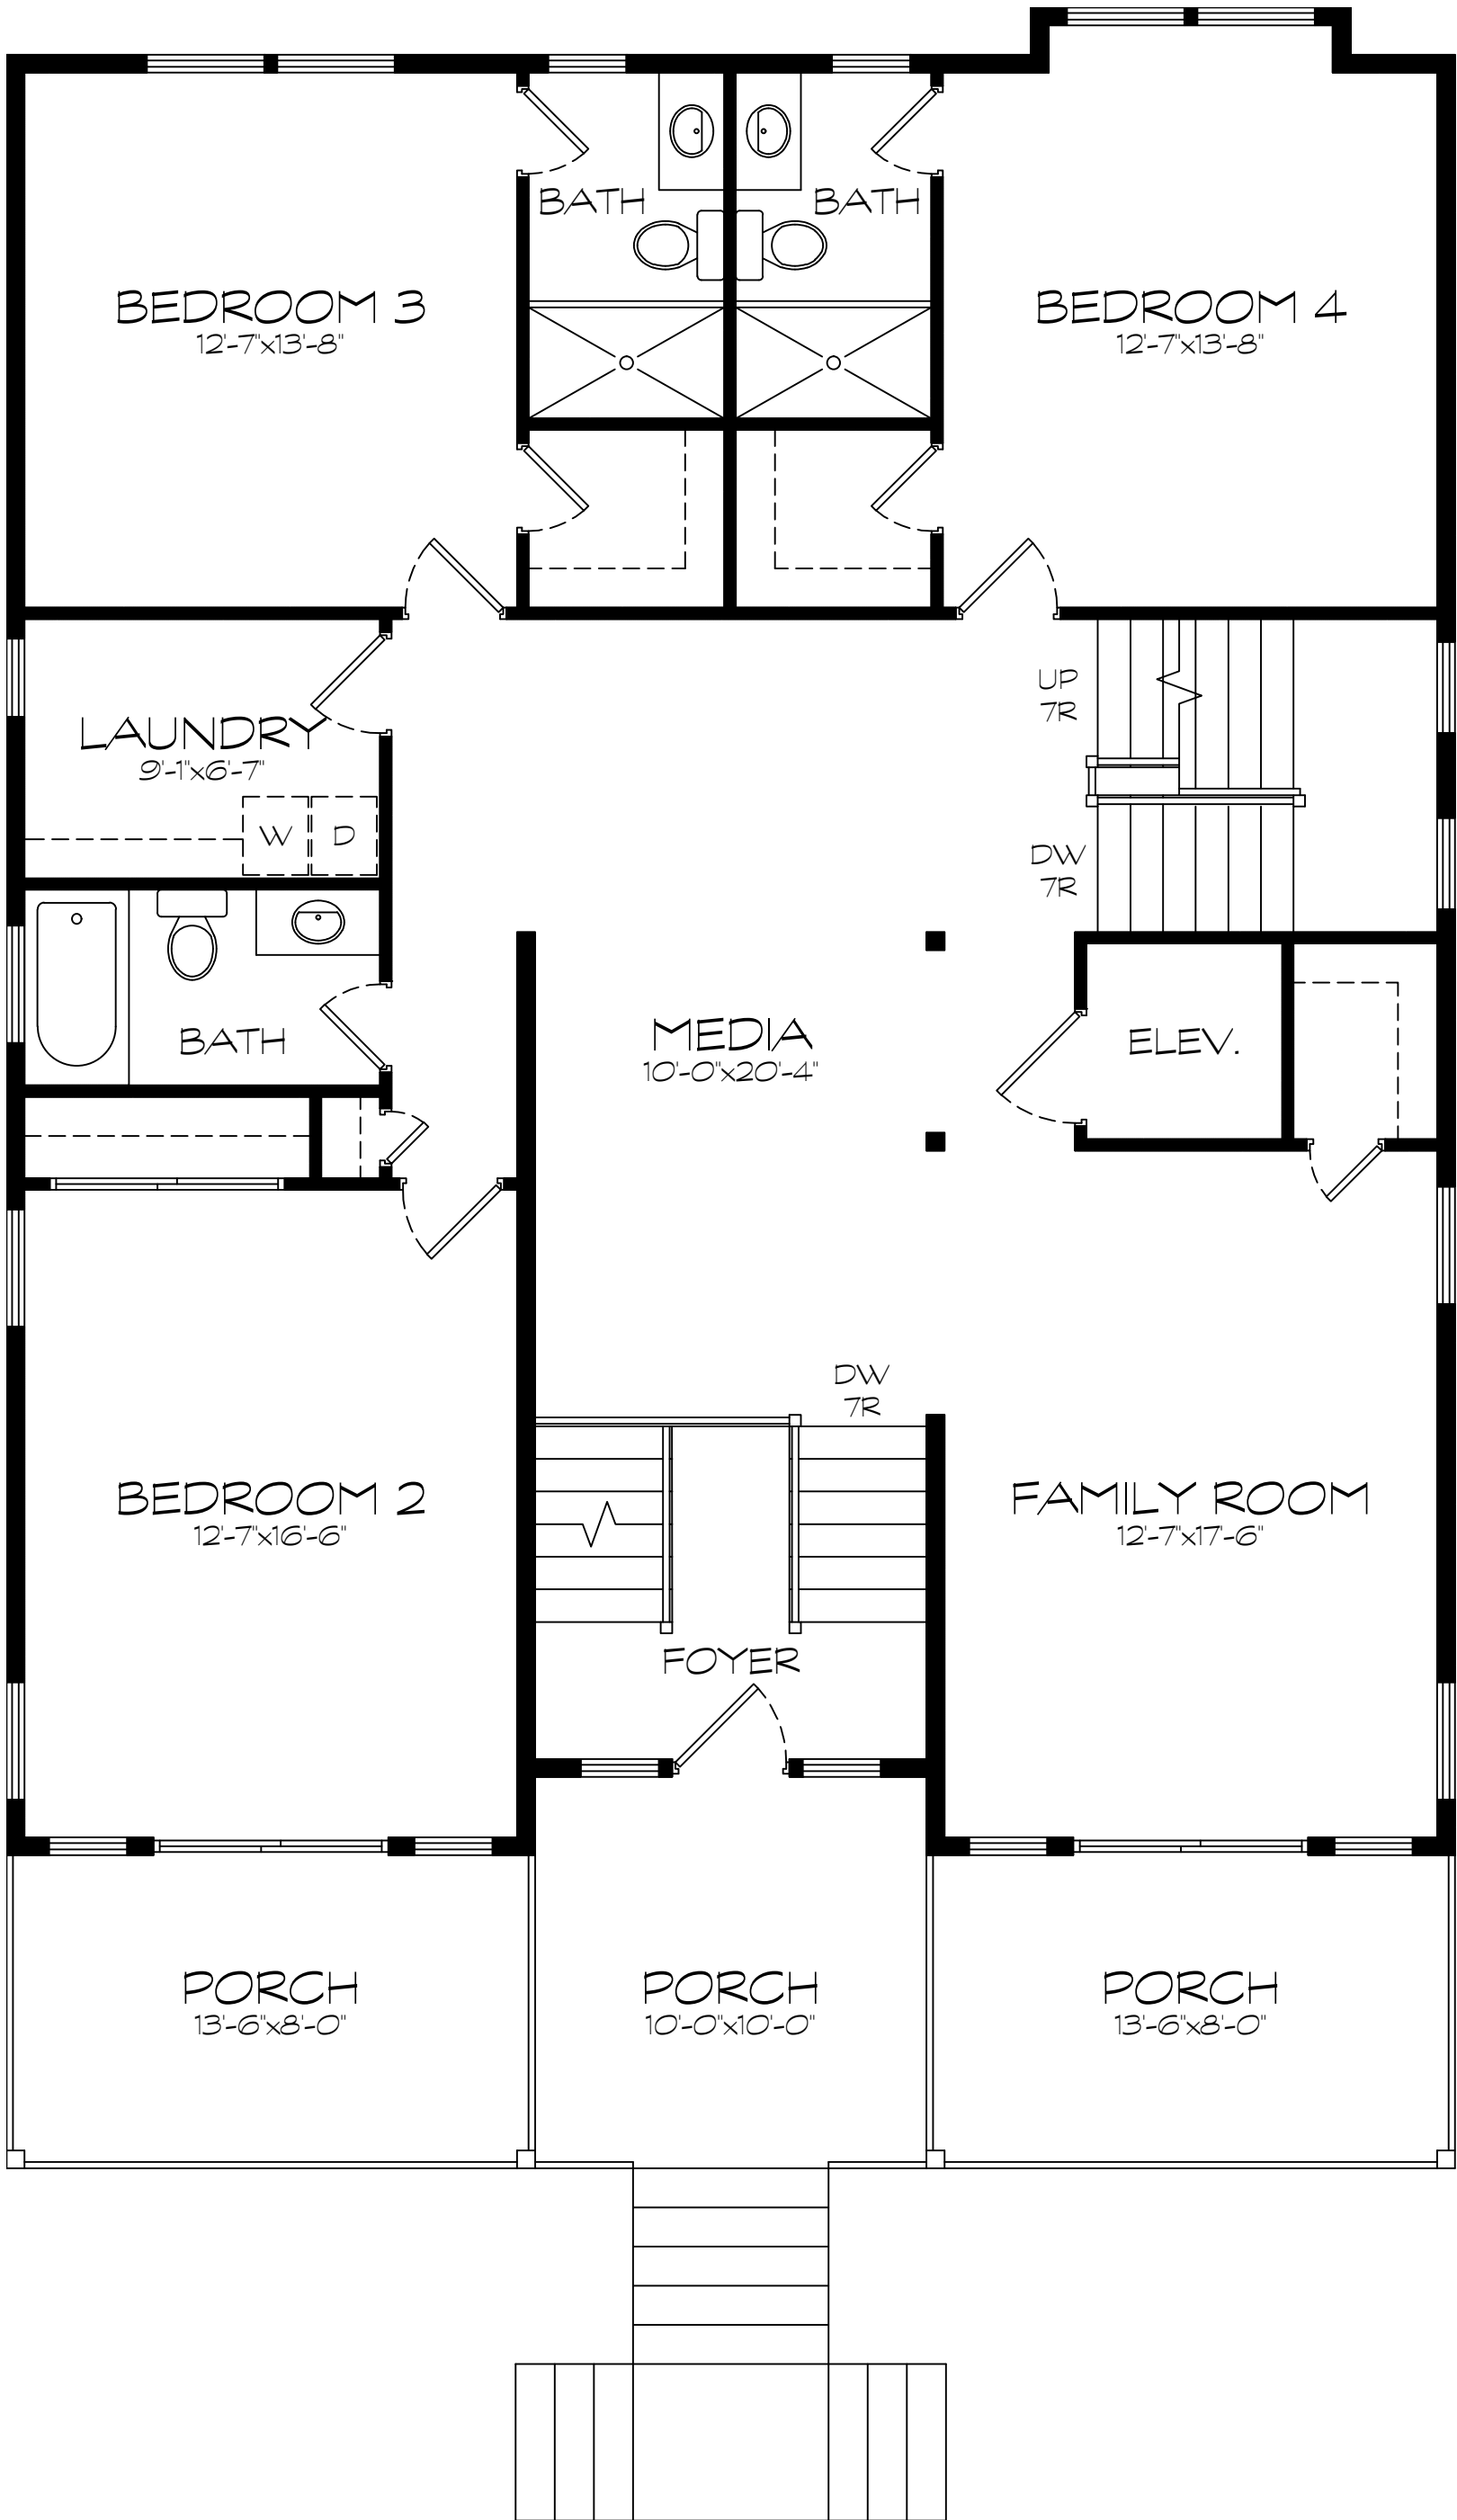 BATH
BATH
BEDROOM 3
12'-7"x13'-8"
BEDROOM 4
12'-7"x13'-8"
UP
7R
LAUNDRY
9'-1"x6'-7"
W
D
DW
7R
BATH
MEDIA
10'-0"x20'-4"
ELEV.
DW
7R
BEDROOM 2
12'-7"x16'-6"
FAMILY ROOM
12'-7"x17'-6"
FOYER
PORCH
13'-6"x8'-0"
PORCH
10'-0"x10'-0"
PORCH
13'-6"x8'-0"